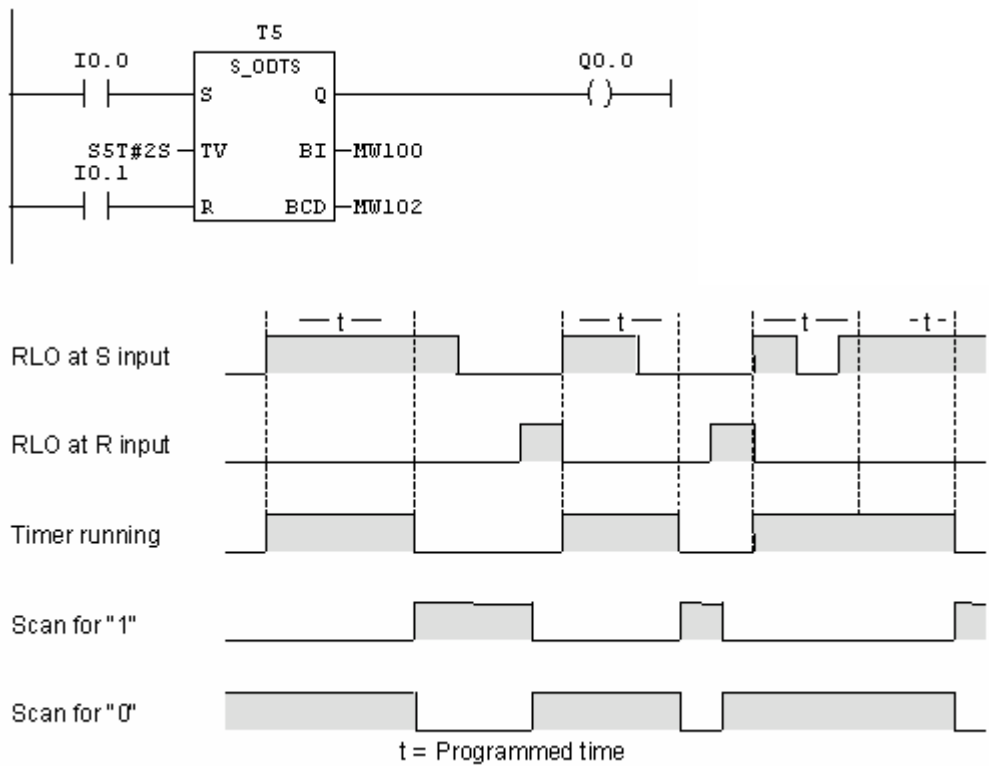 T5
I0.0
S_ODTS
Q0.0
S
Q
S5T#2S
TV
BI
MW100
I0.1
R
BCD
MW102
t
t
t
-t-
RLO at S input
RLO at R input
Timer running
Scan for "1"
Scan for "0"
t = Programmed time